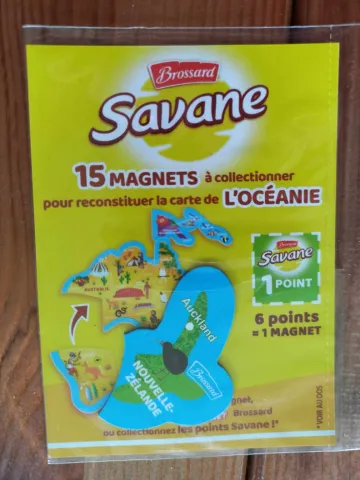 Brossard
Savane
15 MAGNETS à collectionner
pour reconstituer la carte de L'OCÉANIE
AUSTRALIE
Brossard
Savane
1 POINT
6 points
= 1 MAGNET
Auckland
NOUVELLE-
ZÉLANDE
Brossard
gnet,
Brossard
ou collectionnez les points Savane !*
* VOIR AU DOS